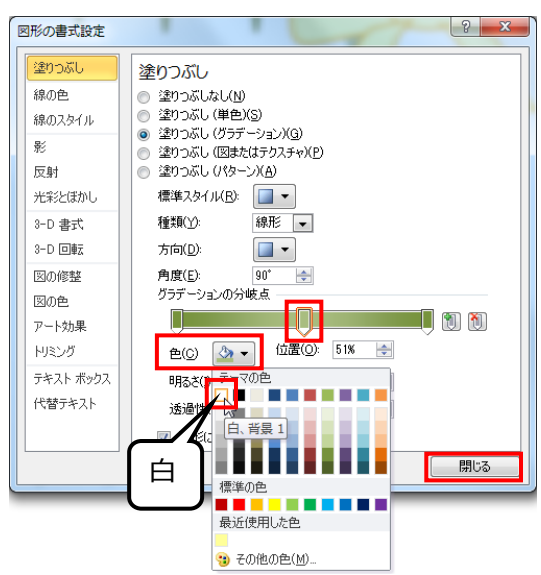 図形の書式設定
塗りつぶし
線の色
線のスタイル
影
反射
光彩とぼかし
3-D 書式
3-D 回転
図の修整
図の色
アート効果
トリミング
テキスト ボックス
代替テキスト
塗りつぶし
塗りつぶしなし(N)
塗りつぶし (単色)(S)
塗りつぶし (グラデーション)(G)
塗りつぶし (図またはテクスチャ)(P)
塗りつぶし (パターン)(A)
標準スタイル(R):
種類(Y): 線形
方向(D):
角度(E): 90°
グラデーションの分岐点
色(C) 位置(O): 51%
明るさ(
テーマの色
透過性
白、背景 1
白
閉じる
標準の色
最近使用した色
その他の色(M)...